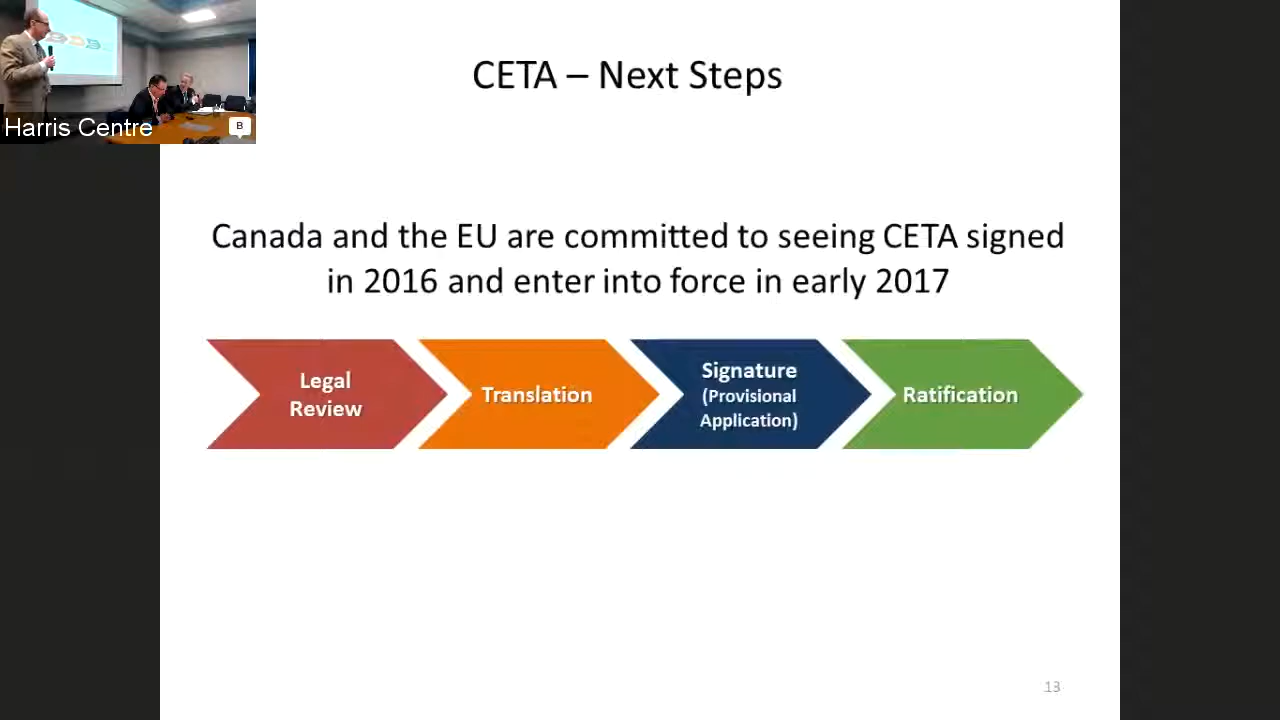 Harris Centre
B
CETA – Next Steps
Canada and the EU are committed to seeing CETA signed
in 2016 and enter into force in early 2017
Legal
Review
Translation
Signature
(Provisional
Application)
Ratification
13